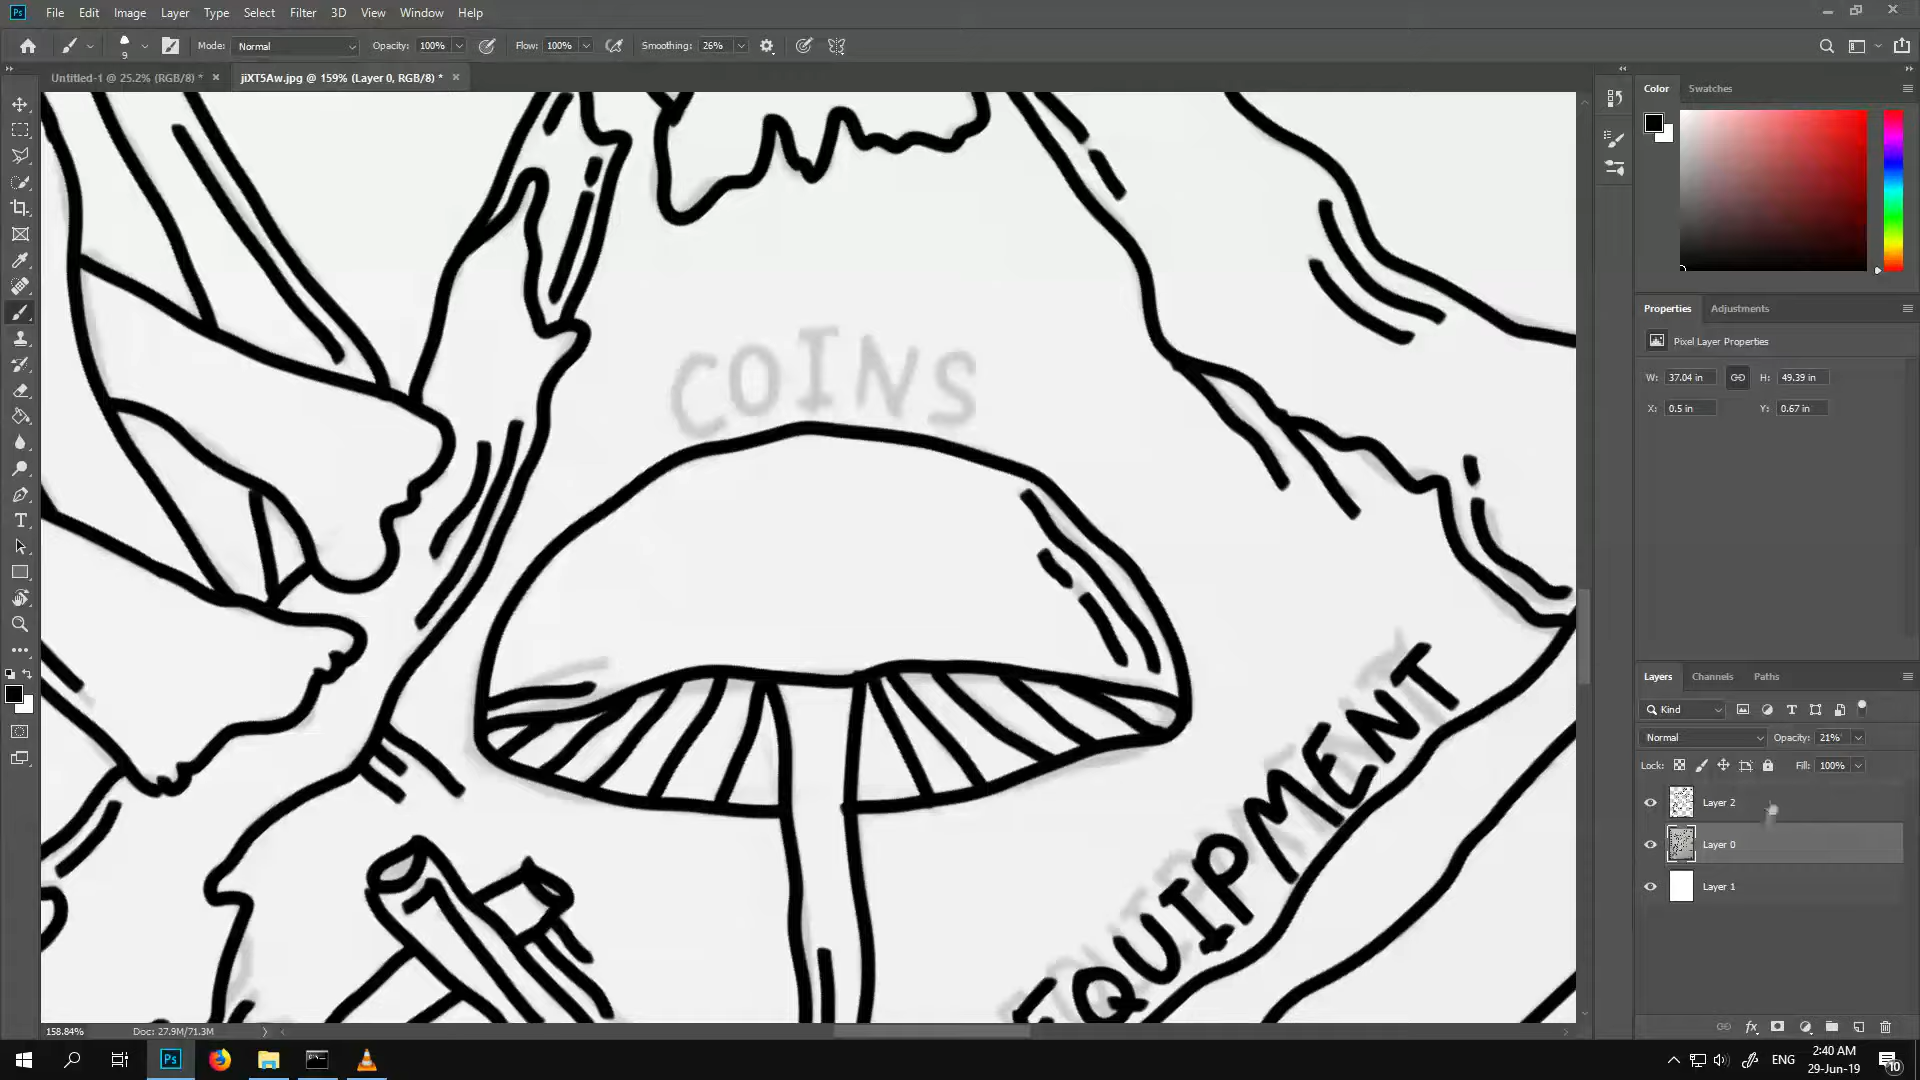 Ps File Edit Image Layer Type Select Filter 3D View Window Help
9 Mode: Normal Opacity: 100% Flow: 100% Smoothing: 26%
Untitled-1 @ 25.2% (RGB/8) * × jiXT5Aw.jpg @ 159% (Layer 0, RGB/8) * ×
Color Swatches
COINS
EQUIPMENT
Properties Adjustments
Pixel Layer Properties
W: 37.04 in H: 49.39 in
X: 0.5 in Y: 0.67 in
Layers Channels Paths
Kind
Normal Opacity: 21%
Lock: Fill: 100%
Layer 2
Layer 0
Layer 1
158.84% Doc: 27.9M/71.3M
Ps ENG 2:40 AM
29-Jun-19 10